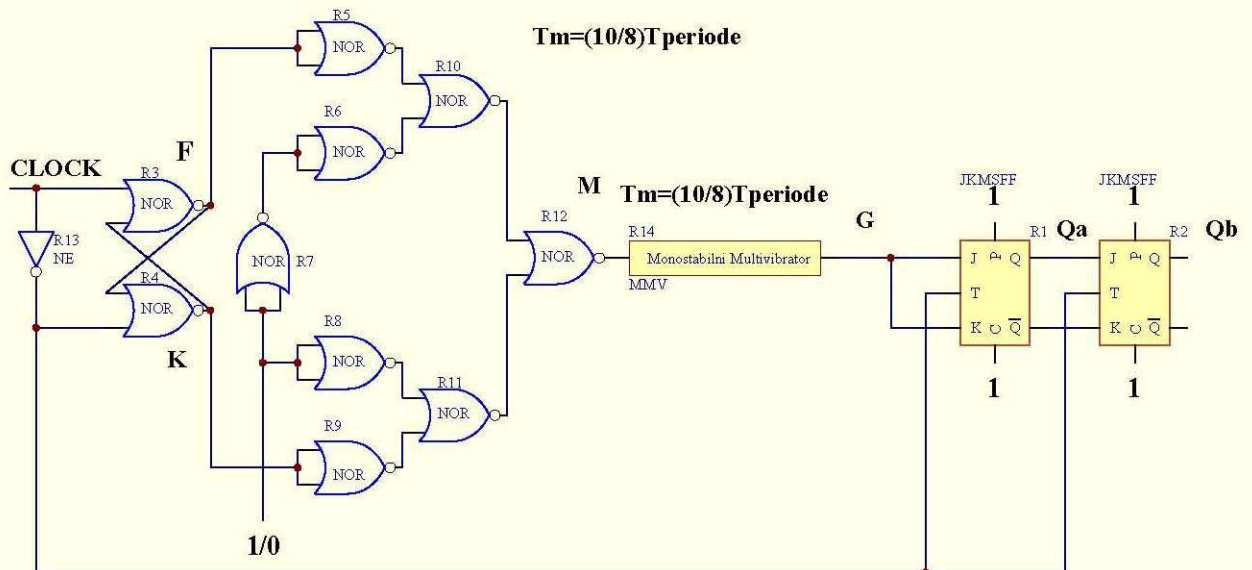 R5
NOR
Tm=(10/8)Tperiode
R10
NOR
R6
NOR
CLOCK
F
R3
NOR
R13
NE
R4
NOR
K
NOR
R7
M
Tm=(10/8)Tperiode
R12
NOR
R14
Monostabilni Multivibrator
MMV
G
JKMSFF
1
R1
J
P
Q
T
K
C
Q
1
Qa
JKMSFF
1
R2
J
P
Q
T
K
C
Q
1
Qb
R8
NOR
R11
NOR
R9
NOR
1/0